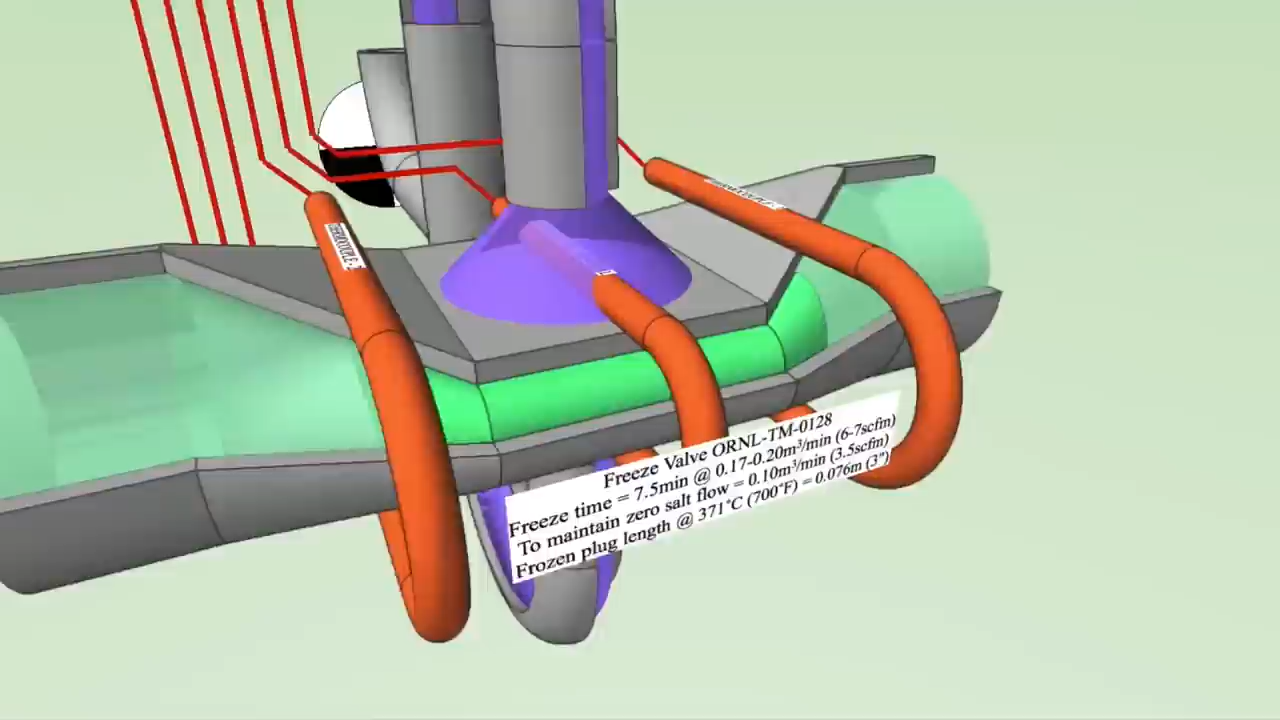 THERMOCOUPLE
Freeze Valve ORNL-TM-0128
Freeze time = 7.5min @ 0.17-0.20m³/min (6-7scfm)
To maintain zero salt flow = 0.10m³/min (3.5scfm)
Frozen plug length @ 371°C (700°F) = 0.076m (3")